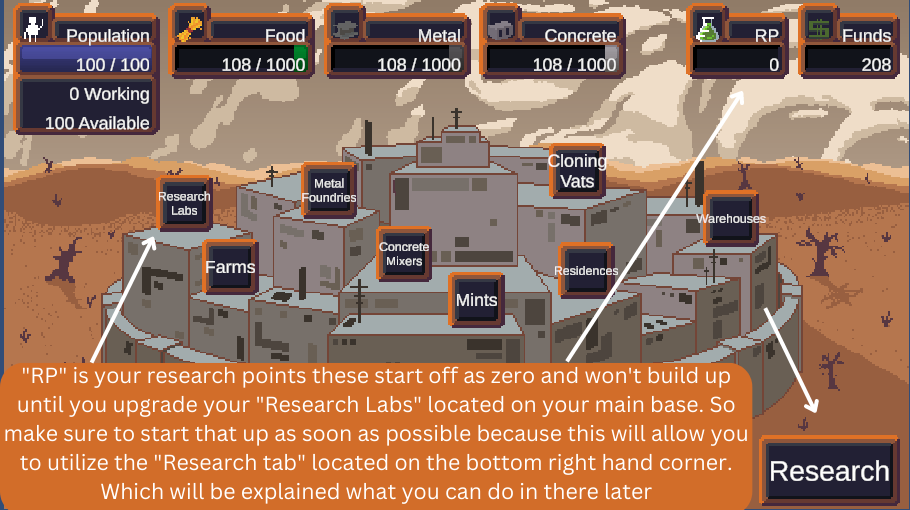 Population
Food
Metal
Concrete
RP
Funds
100 / 100
108 / 1000
108 / 1000
108 / 1000
0
208
0 Working
100 Available
Cloning
Vats
Metal
Foundries
Research
Labs
Warehouses
Concrete
Mixers
Farms
Residences
Mints
"RP" is your research points these start off as zero and won't build up
until you upgrade your "Research Labs" located on your main base. So
make sure to start that up as soon as possible because this will allow you
to utilize the "Research tab" located on the bottom right hand corner.
Which will be explained what you can do in there later
Research